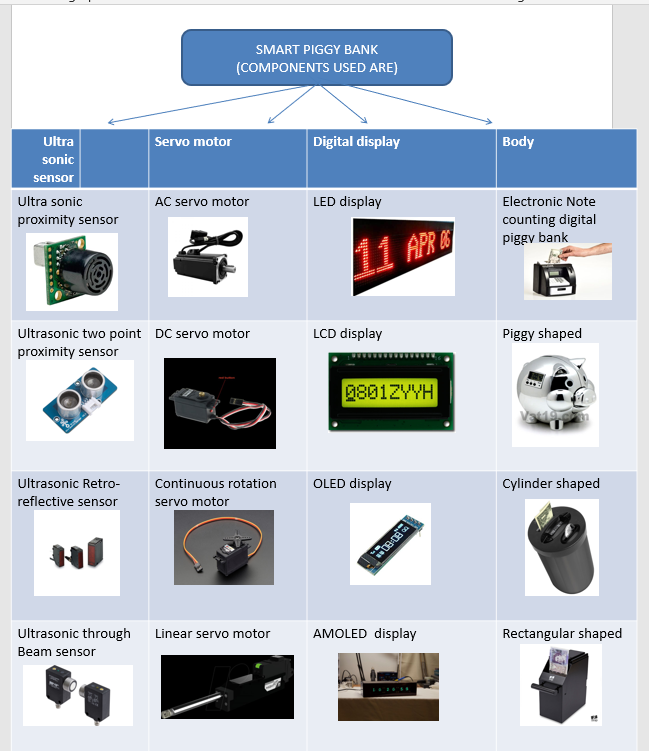 SMART PIGGY BANK
(COMPONENTS USED ARE)
Ultra
sonic
sensor
Servo motor
Digital display
Body
Ultra sonic
proximity sensor
AC servo motor
LED display
11 APR 06
Electronic Note
counting digital
piggy bank
Ultrasonic two point
proximity sensor
DC servo motor
LCD display
0801ZYYH
Piggy shaped
Vat19.com
Ultrasonic Retro-
reflective sensor
Continuous rotation
servo motor
OLED display
Cylinder shaped
Ultrasonic through
Beam sensor
Linear servo motor
AMOLED  display
Rectangular shaped